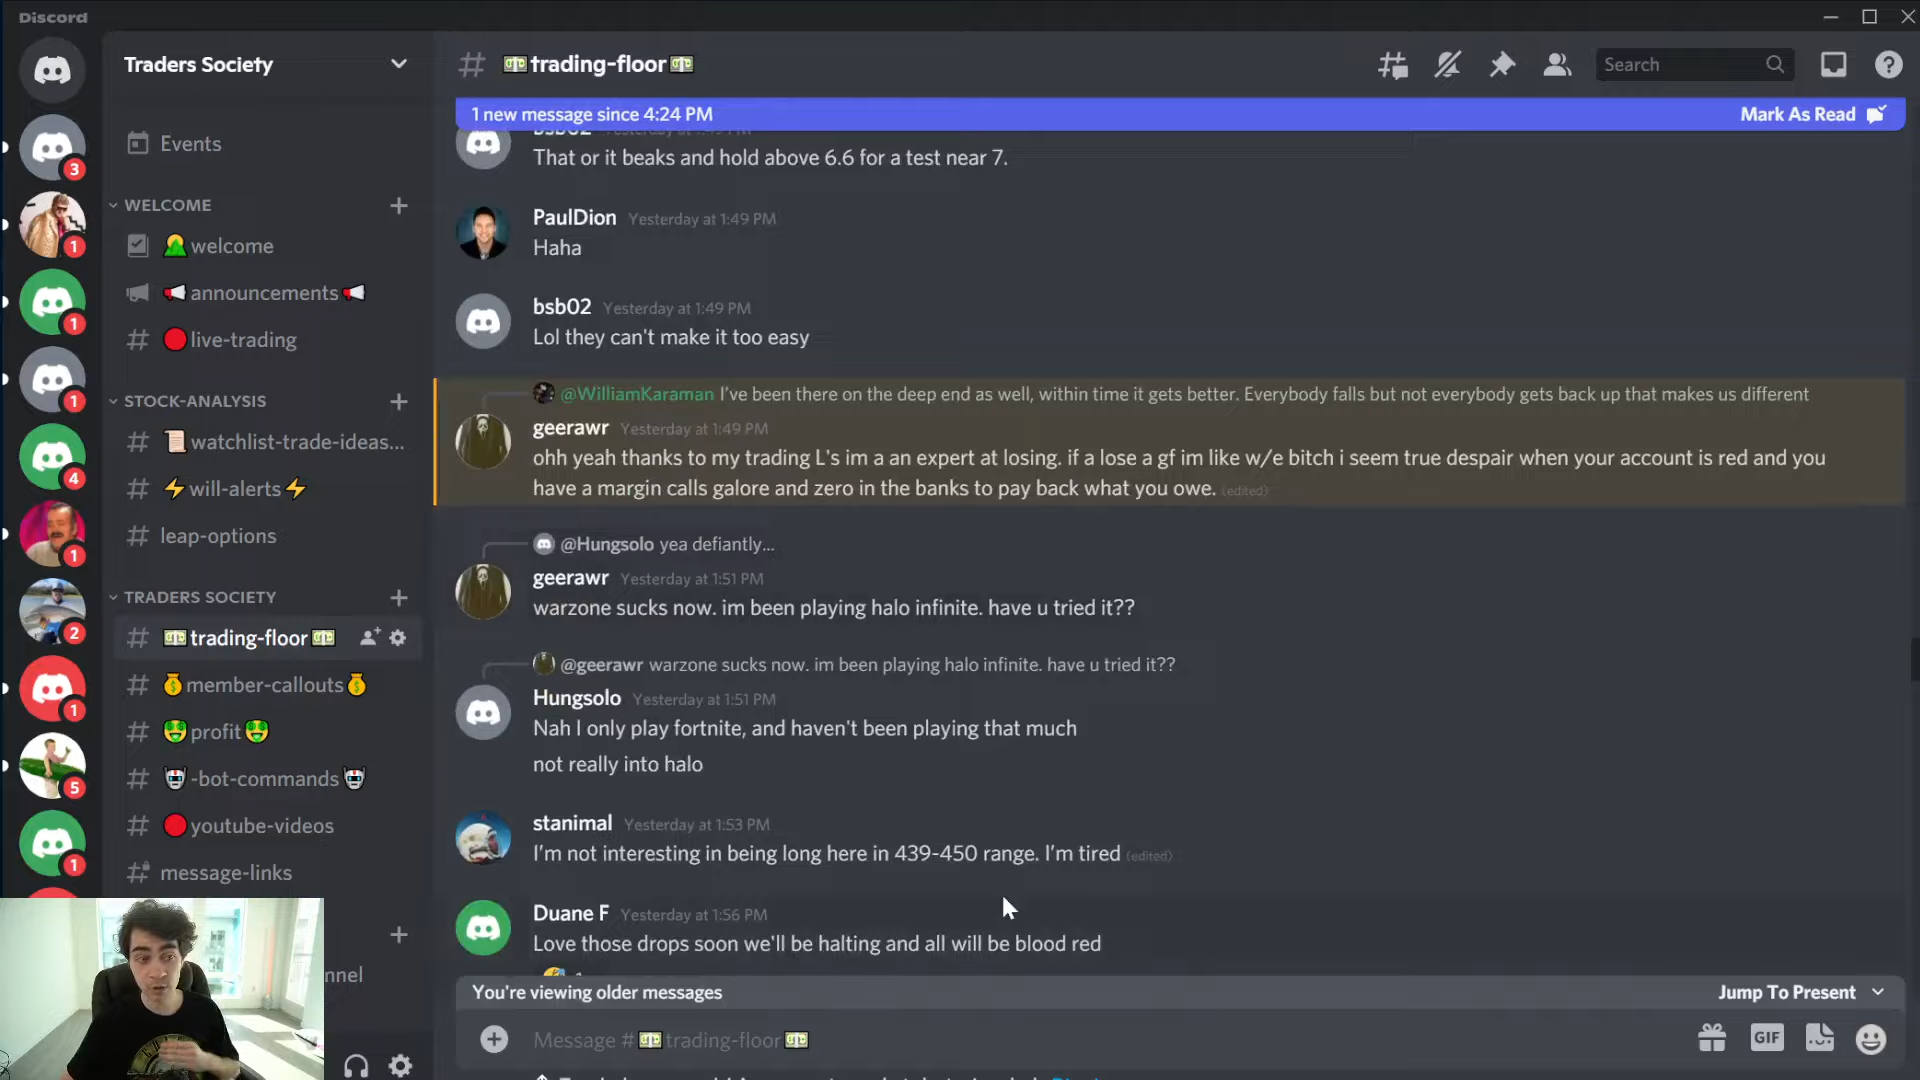 Discord
Traders Society
trading-floor
Search
1 new message since 4:24 PM
Mark As Read
Events
bsb02
That or it beaks and hold above 6.6 for a test near 7.
WELCOME
welcome
announcements
live-trading
STOCK-ANALYSIS
watchlist-trade-ideas...
will-alerts
leap-options
TRADERS SOCIETY
trading-floor
member-callouts
profit
-bot-commands
youtube-videos
message-links
nnel
3
1
1
1
4
1
2
1
5
1
PaulDion Yesterday at 1:49 PM
Haha
bsb02 Yesterday at 1:49 PM
Lol they can't make it too easy
@WilliamKaraman I've been there on the deep end as well, within time it gets better. Everybody falls but not everybody gets back up that makes us different
geerawr Yesterday at 1:49 PM
ohh yeah thanks to my trading L's im a an expert at losing. if a lose a gf im like w/e bitch i seem true despair when your account is red and you
have a margin calls galore and zero in the banks to pay back what you owe. (edited)
@Hungsolo yea defiantly...
geerawr Yesterday at 1:51 PM
warzone sucks now. im been playing halo infinite. have u tried it??
@geerawr warzone sucks now. im been playing halo infinite. have u tried it??
Hungsolo Yesterday at 1:51 PM
Nah I only play fortnite, and haven't been playing that much
not really into halo
stanimal Yesterday at 1:53 PM
I'm not interesting in being long here in 439-450 range. I'm tired (edited)
Duane F Yesterday at 1:56 PM
Love those drops soon we'll be halting and all will be blood red
You're viewing older messages
Jump To Present
Message # trading-floor
GIF